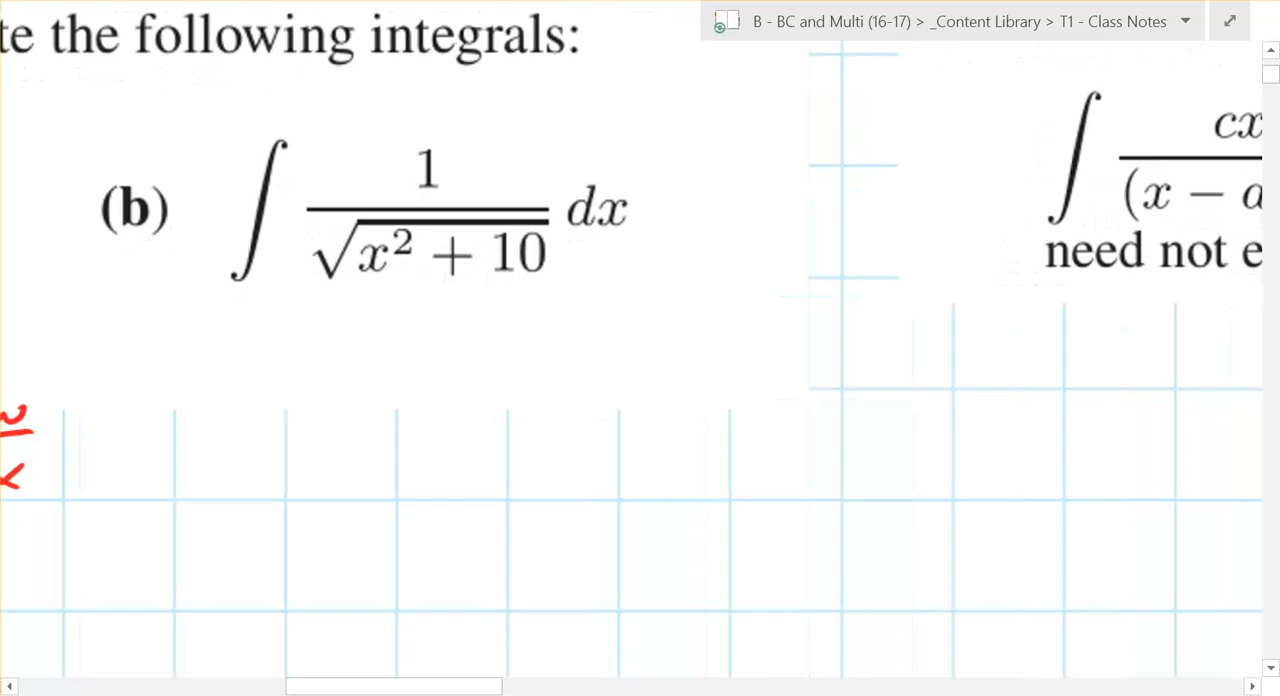 te the following integrals:
B - BC and Multi (16-17) > _Content Library > T1 - Class Notes
(b) ∫ 1/√(x² + 10) dx
∫ cx/(x − a
need not e